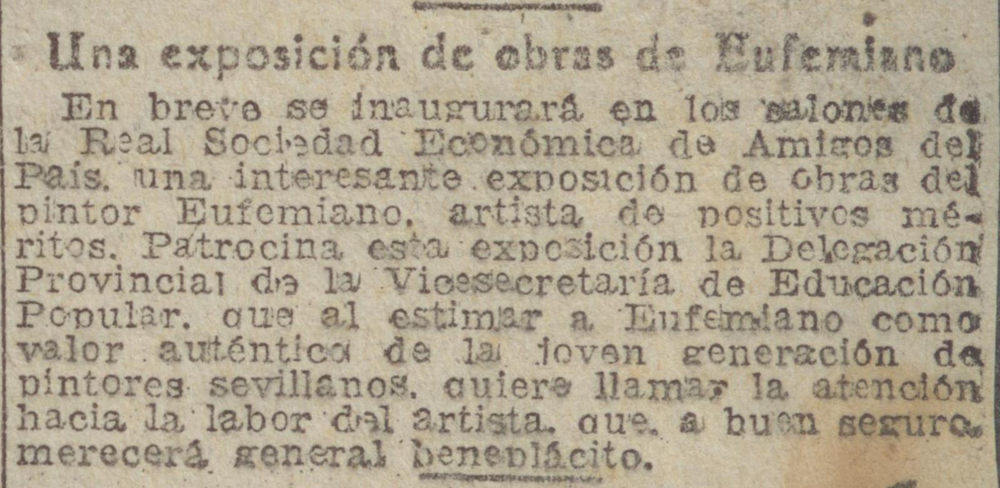 Una exposición de obras de Eufemiano
En breve se inaugurará en los salones de
la Real Sociedad Económica de Amigos del
País, una interesante exposición de obras del
pintor Eufemiano, artista de positivos mé-
ritos. Patrocina esta exposición la Delegación
Provincial de la Vicesecretaría de Educación
Popular, que al estimar a Eufemiano como
valor auténtico de la joven generación de
pintores sevillanos, quiere llamar la atención
hacia la labor del artista, que, a buen seguro,
merecerá general beneplácito.